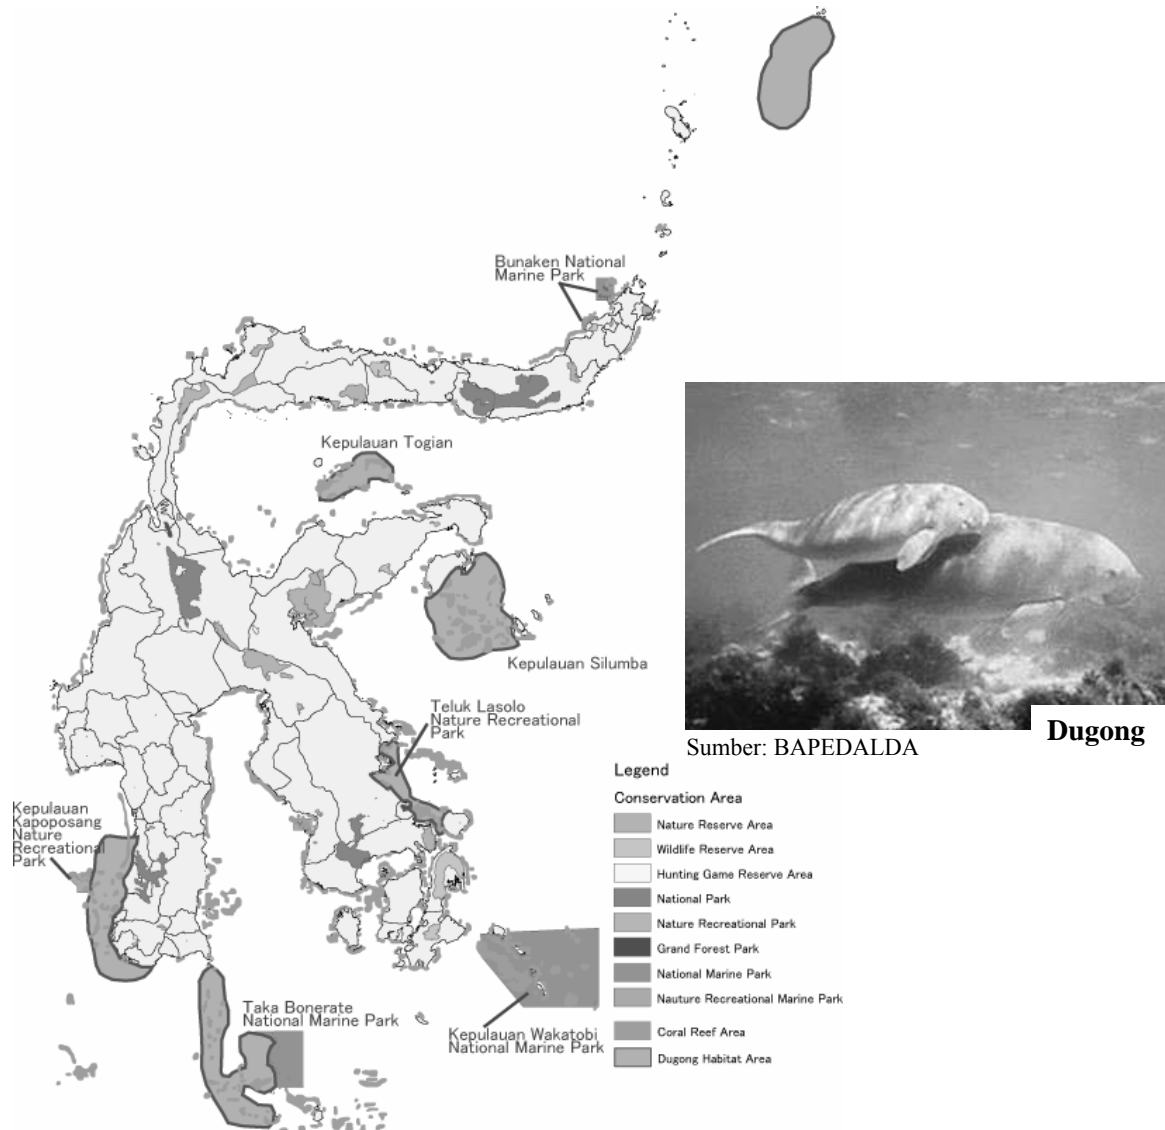 Bunaken National
Marine Park
Kepulauan Togian
Kepulauan Silumba
Teluk Lasolo
Nature Recreational
Park
Kepulauan
Kapoposang
Nature
Recreational
Park
Taka Bonerate
National Marine Park
Kepulauan Wakatobi
National Marine Park
Dugong
Sumber: BAPEDALDA
Legend
Conservation Area
Nature Reserve Area
Wildlife Reserve Area
Hunting Game Reserve Area
National Park
Nature Recreational Park
Grand Forest Park
National Marine Park
Nauture Recreational Marine Park
Coral Reef Area
Dugong Habitat Area